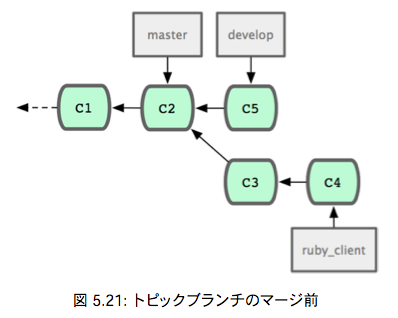 master
develop
C1
C2
C5
C3
C4
ruby_client
図 5.21: トピックブランチのマージ前